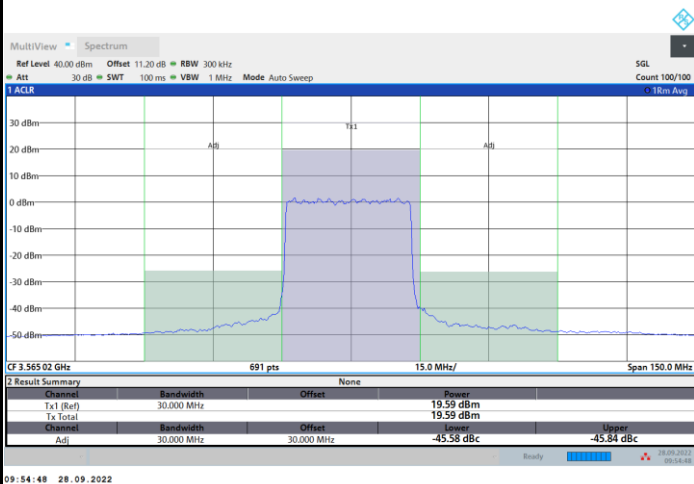 MultiView Spectrum
Ref Level 40.00 dBm Offset 11.20 dB RBW 300 kHz SGL
Att 30 dB SWT 100 ms VBW 1 MHz Mode Auto Sweep Count 100/100
1 ACLR 1Rm Avg
30 dBm
Tx1
20 dBm
Adj Adj
10 dBm
0 dBm
-10 dBm
-20 dBm
-30 dBm
-40 dBm
-50 dBm
CF 3.565 02 GHz 691 pts 15.0 MHz/ Span 150.0 MHz
2 Result Summary None
Channel Bandwidth Offset Power
Tx1 (Ref) 30.000 MHz 19.59 dBm
Tx Total 19.59 dBm
Channel Bandwidth Offset Lower Upper
Adj 30.000 MHz 30.000 MHz -45.58 dBc -45.84 dBc
Ready 28.09.2022
09:54:48
09:54:48 28.09.2022